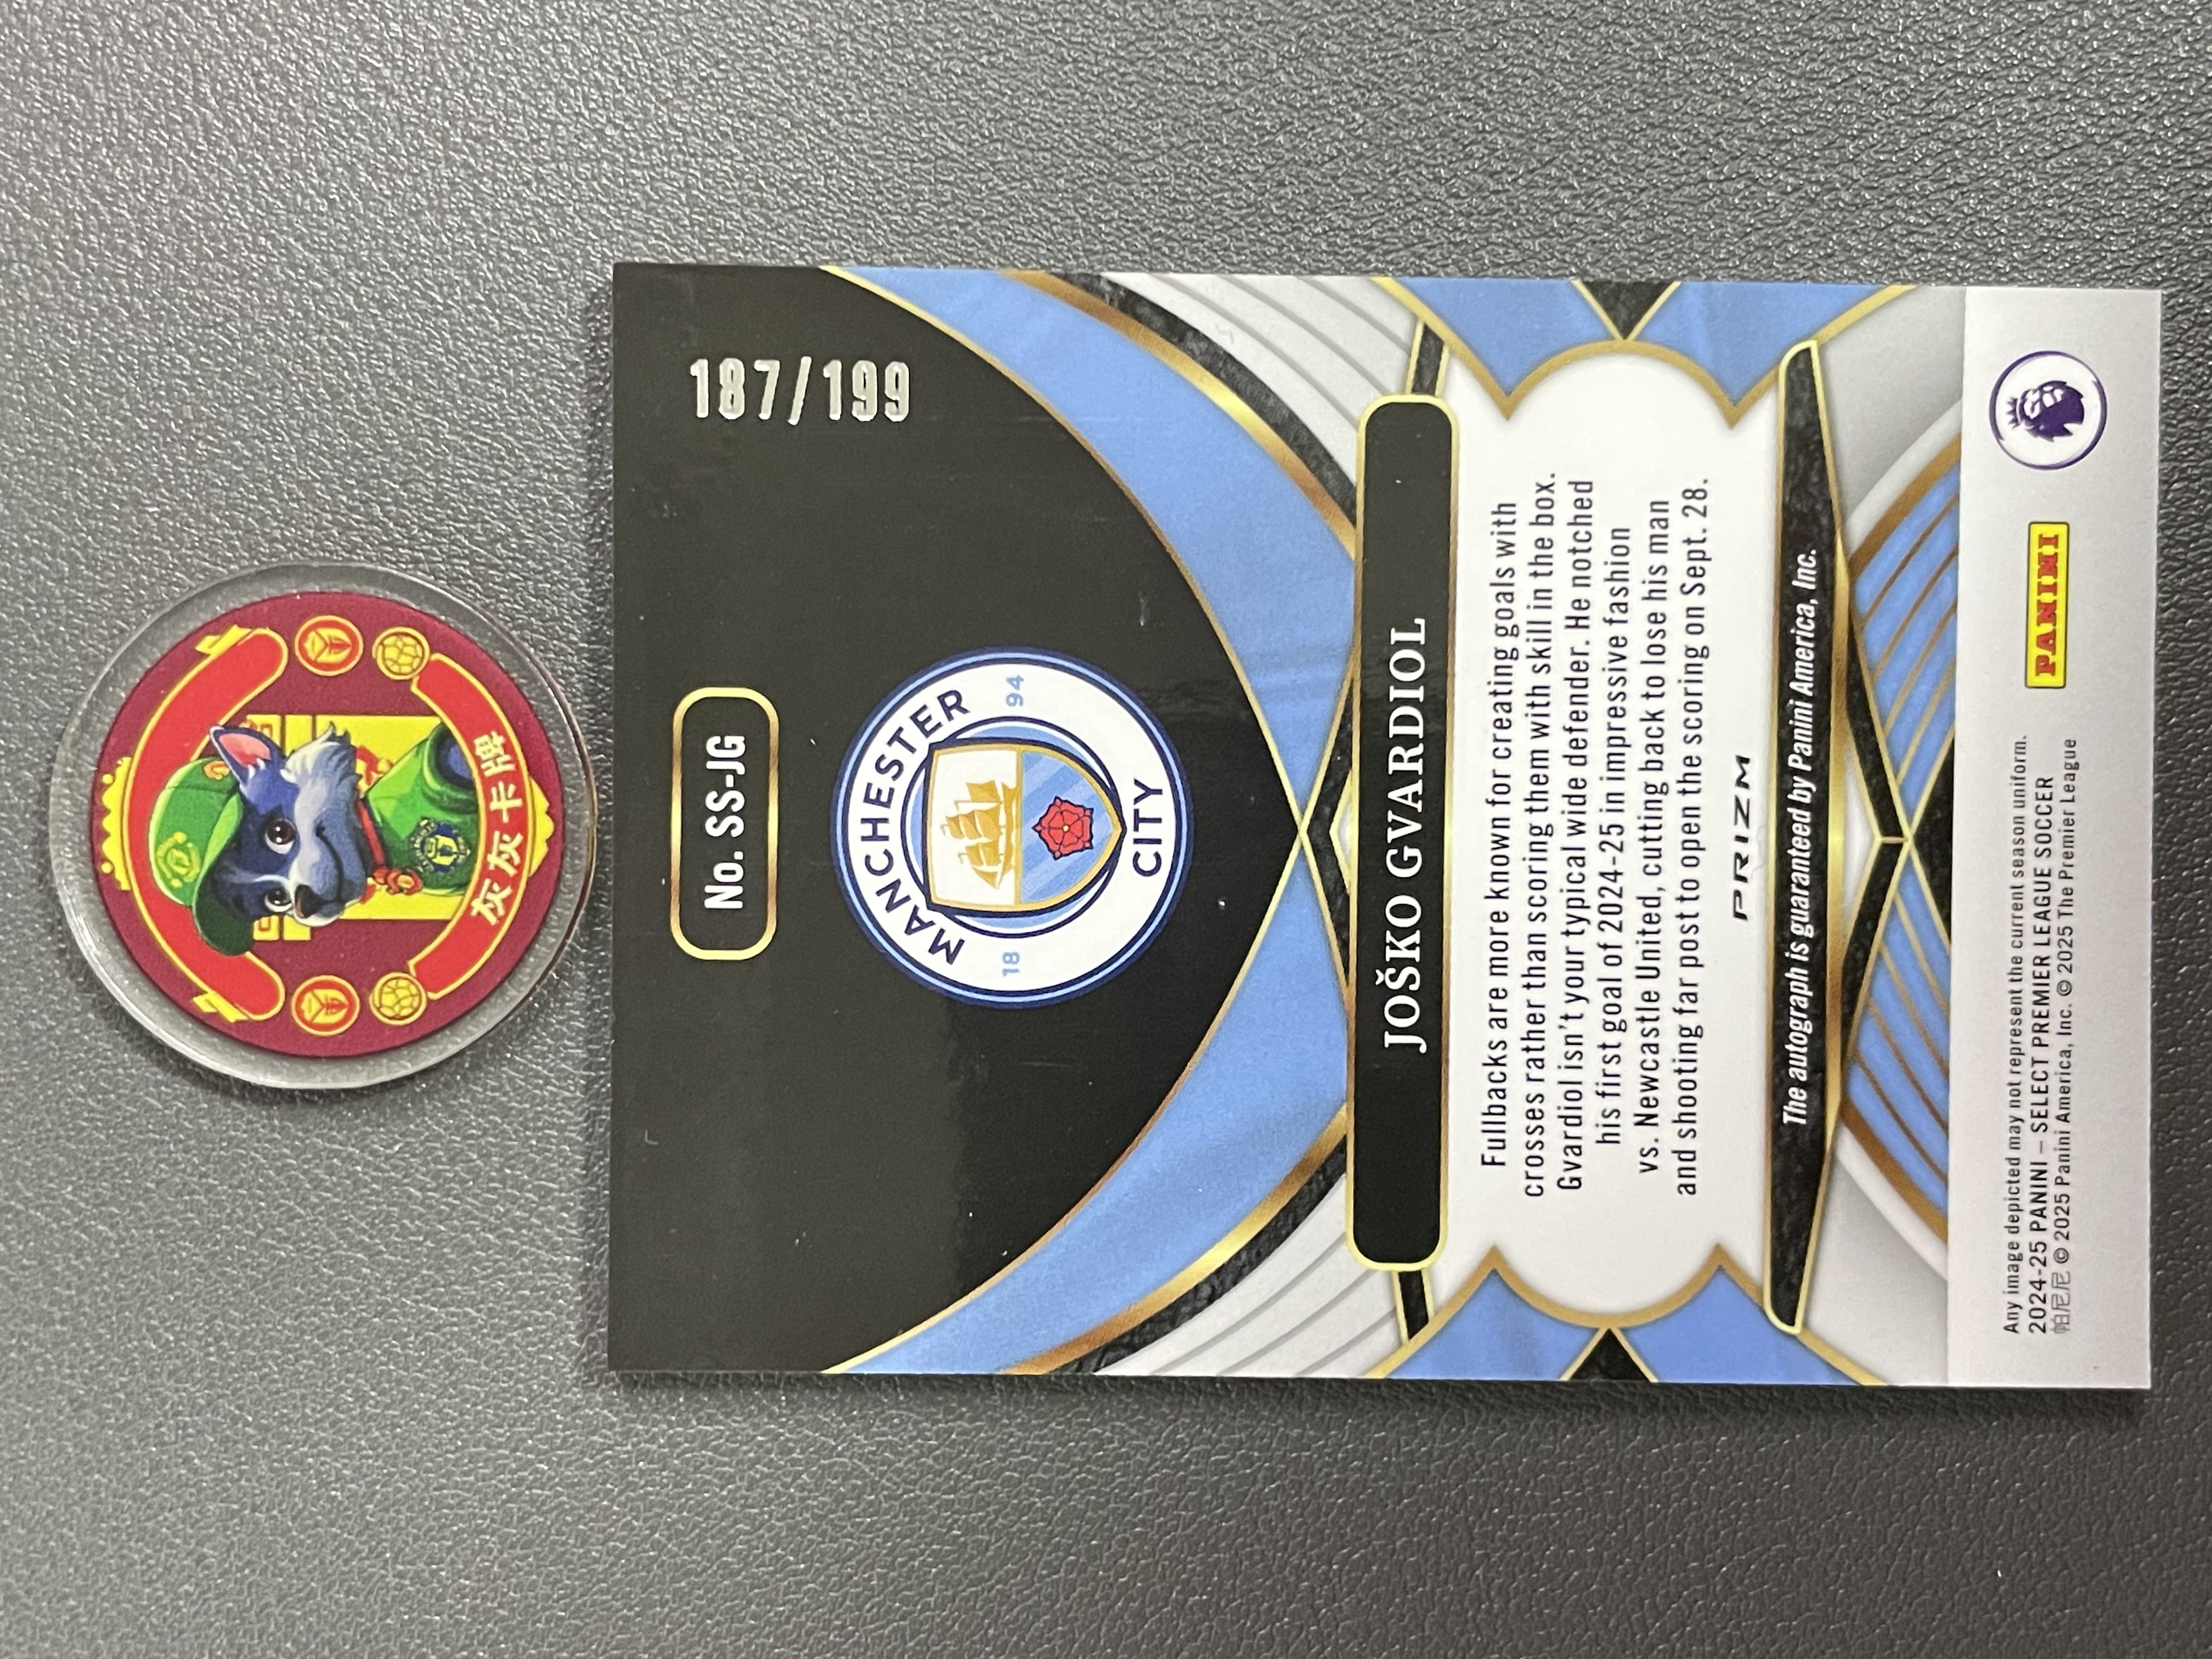 灰灰卡牌
187/199
No. SS-JG
MANCHESTER
18 94
CITY
JOŠKO GVARDIOL
Fullbacks are more known for creating goals with
crosses rather than scoring them with skill in the box.
Gvardiol isn't your typical wide defender. He notched
his first goal of 2024-25 in impressive fashion
vs. Newcastle United, cutting back to lose his man
and shooting far post to open the scoring on Sept. 28.
PRIZM
The autograph is guaranteed by Panini America, Inc.
Any image depicted may not represent the current season uniform.
2024-25 PANINI – SELECT PREMIER LEAGUE SOCCER
帕尼尼 © 2025 Panini America, Inc. © 2025 The Premier League
PANINI